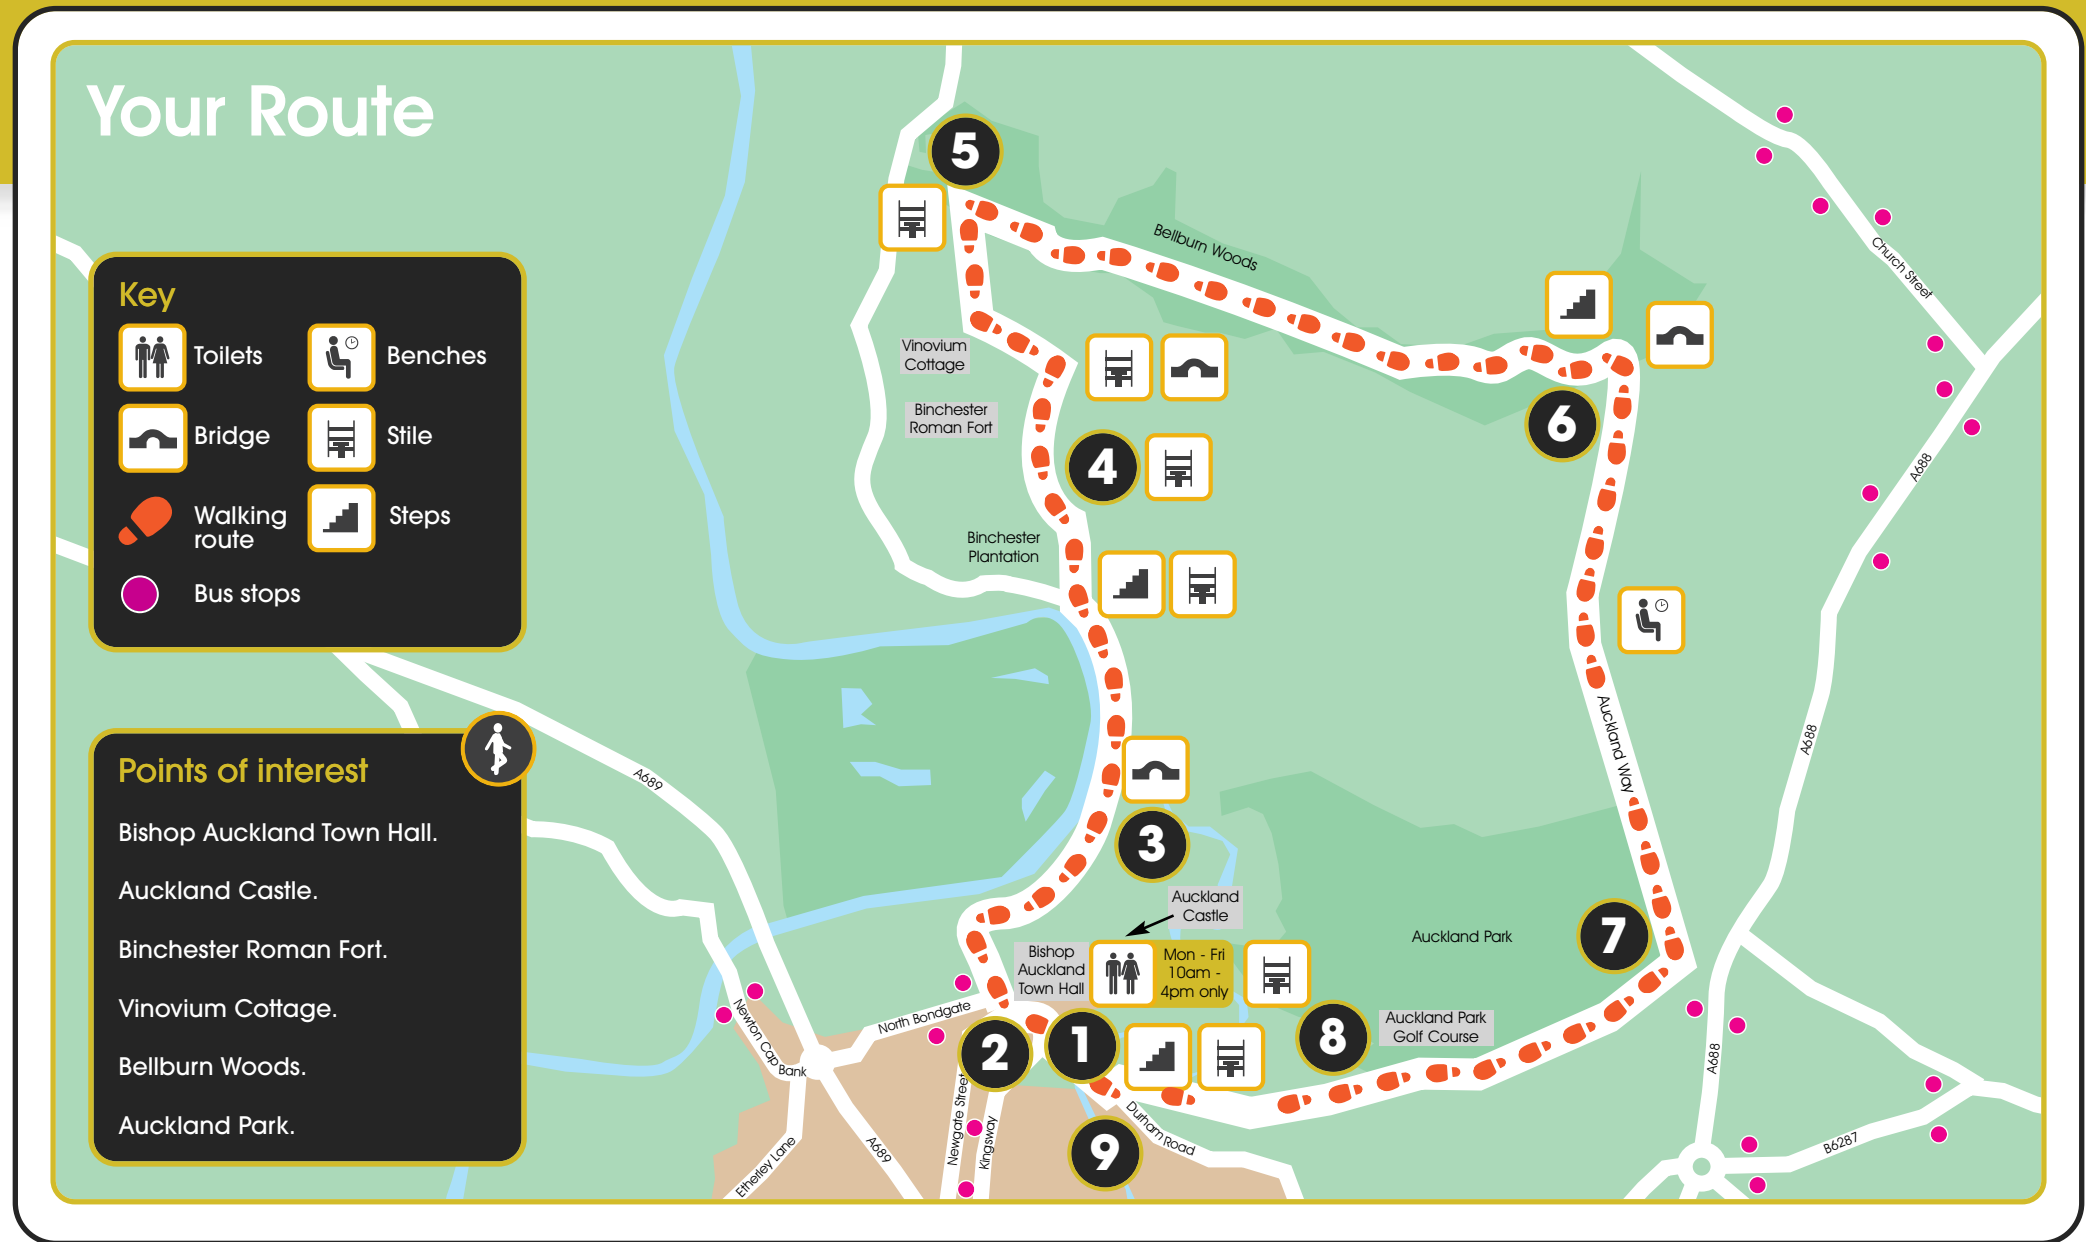 Your Route
Key
Toilets
Benches
Bridge
Stile
Walking
route
Steps
Bus stops
Points of interest
Bishop Auckland Town Hall.
Auckland Castle.
Binchester Roman Fort.
Vinovium Cottage.
Bellburn Woods.
Auckland Park.
5
Bellburn Woods
Church Street
Vinovium
Cottage
Binchester
Roman Fort
4
6
A688
Binchester
Plantation
Auckland Way
A688
A689
3
Auckland
Castle
7
Auckland Park
Bishop
Auckland
Town Hall
Mon - Fri
10am -
4pm only
North Bondgate
Newton Cap
Bank
2
1
8
Auckland Park
Golf Course
A688
Newgate Street
Kingsway
Durham Road
9
Etherley Lane
A689
B6287